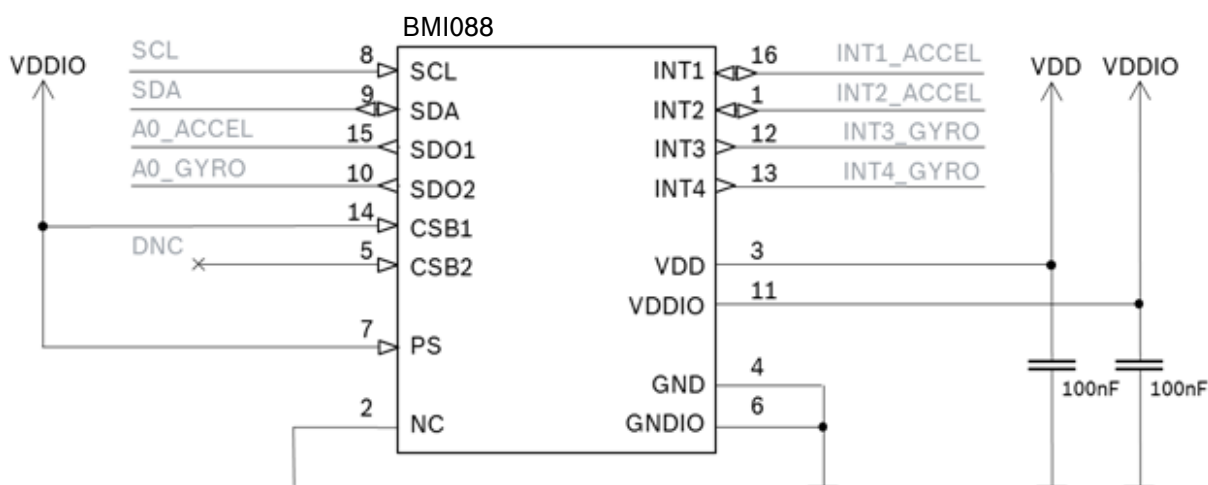 BMI088
VDDIO
SCL
8
SCL
SDA
9
SDA
A0_ACCEL
15
SDO1
A0_GYRO
10
SDO2
14
CSB1
DNC
5
CSB2
7
PS
2
NC
INT1
16
INT1_ACCEL
INT2
1
INT2_ACCEL
INT3
12
INT3_GYRO
INT4
13
INT4_GYRO
VDD
3
VDDIO
11
GND
4
GNDIO
6
VDD
VDDIO
100nF
100nF